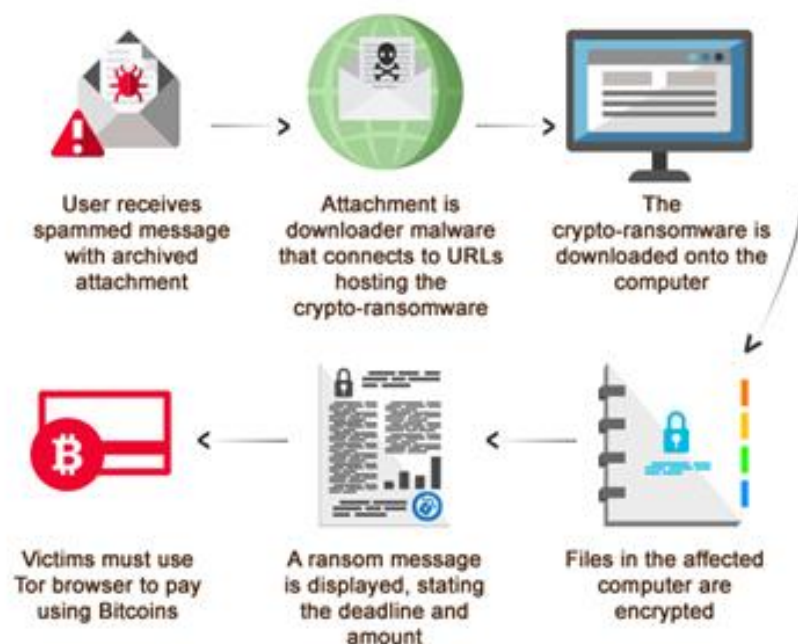 User receives
spammed message
with archived
attachment
Attachment is
downloader malware
that connects to URLs
hosting the
crypto-ransomware
The
crypto-ransomware is
downloaded onto the
computer
Files in the affected
computer are
encrypted
A ransom message
is displayed, stating
the deadline and
amount
Victims must use
Tor browser to pay
using Bitcoins